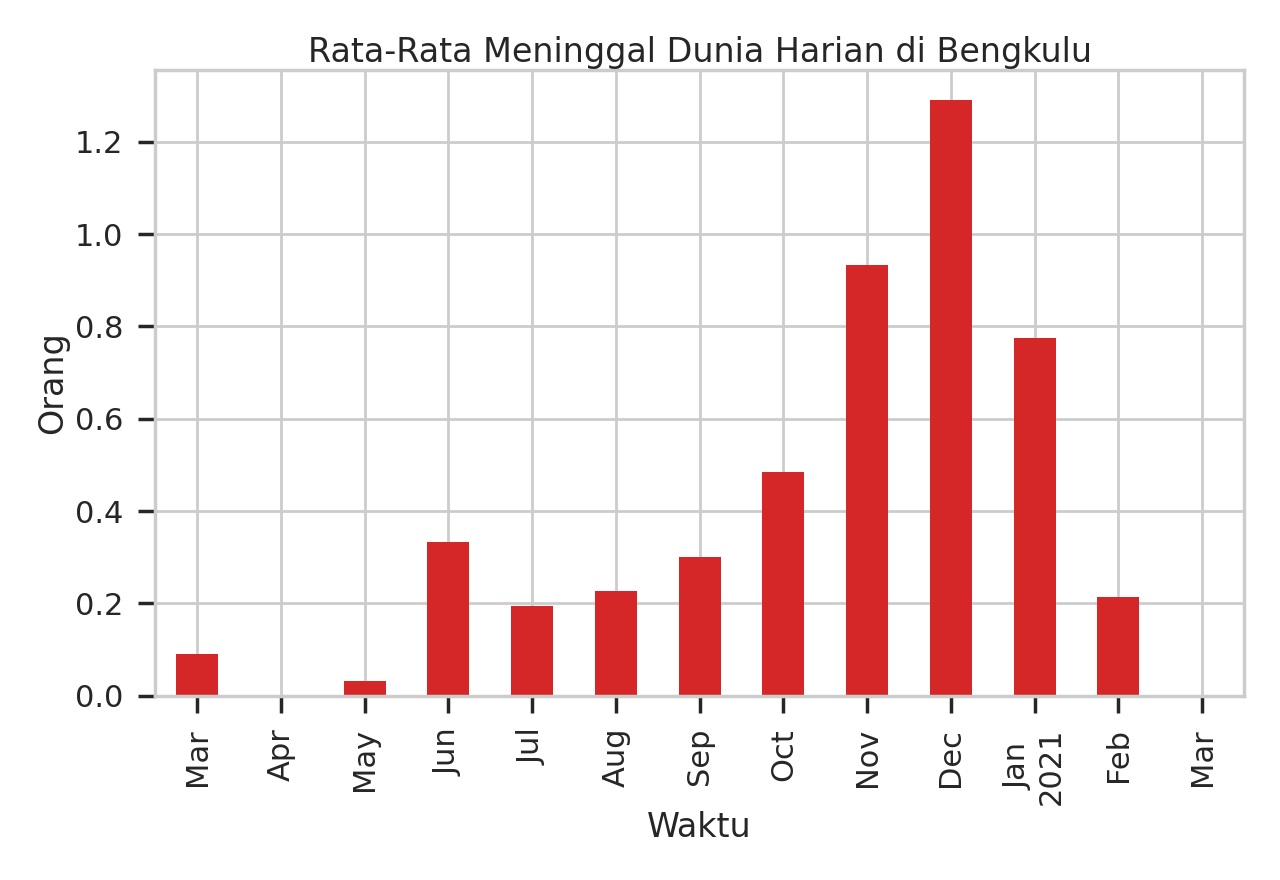 Rata-Rata Meninggal Dunia Harian di Bengkulu
Orang
1.2
1.0
0.8
0.6
0.4
0.2
0.0
Mar
Apr
May
Jun
Jul
Aug
Sep
Oct
Nov
Dec
Jan
2021
Feb
Mar
Waktu